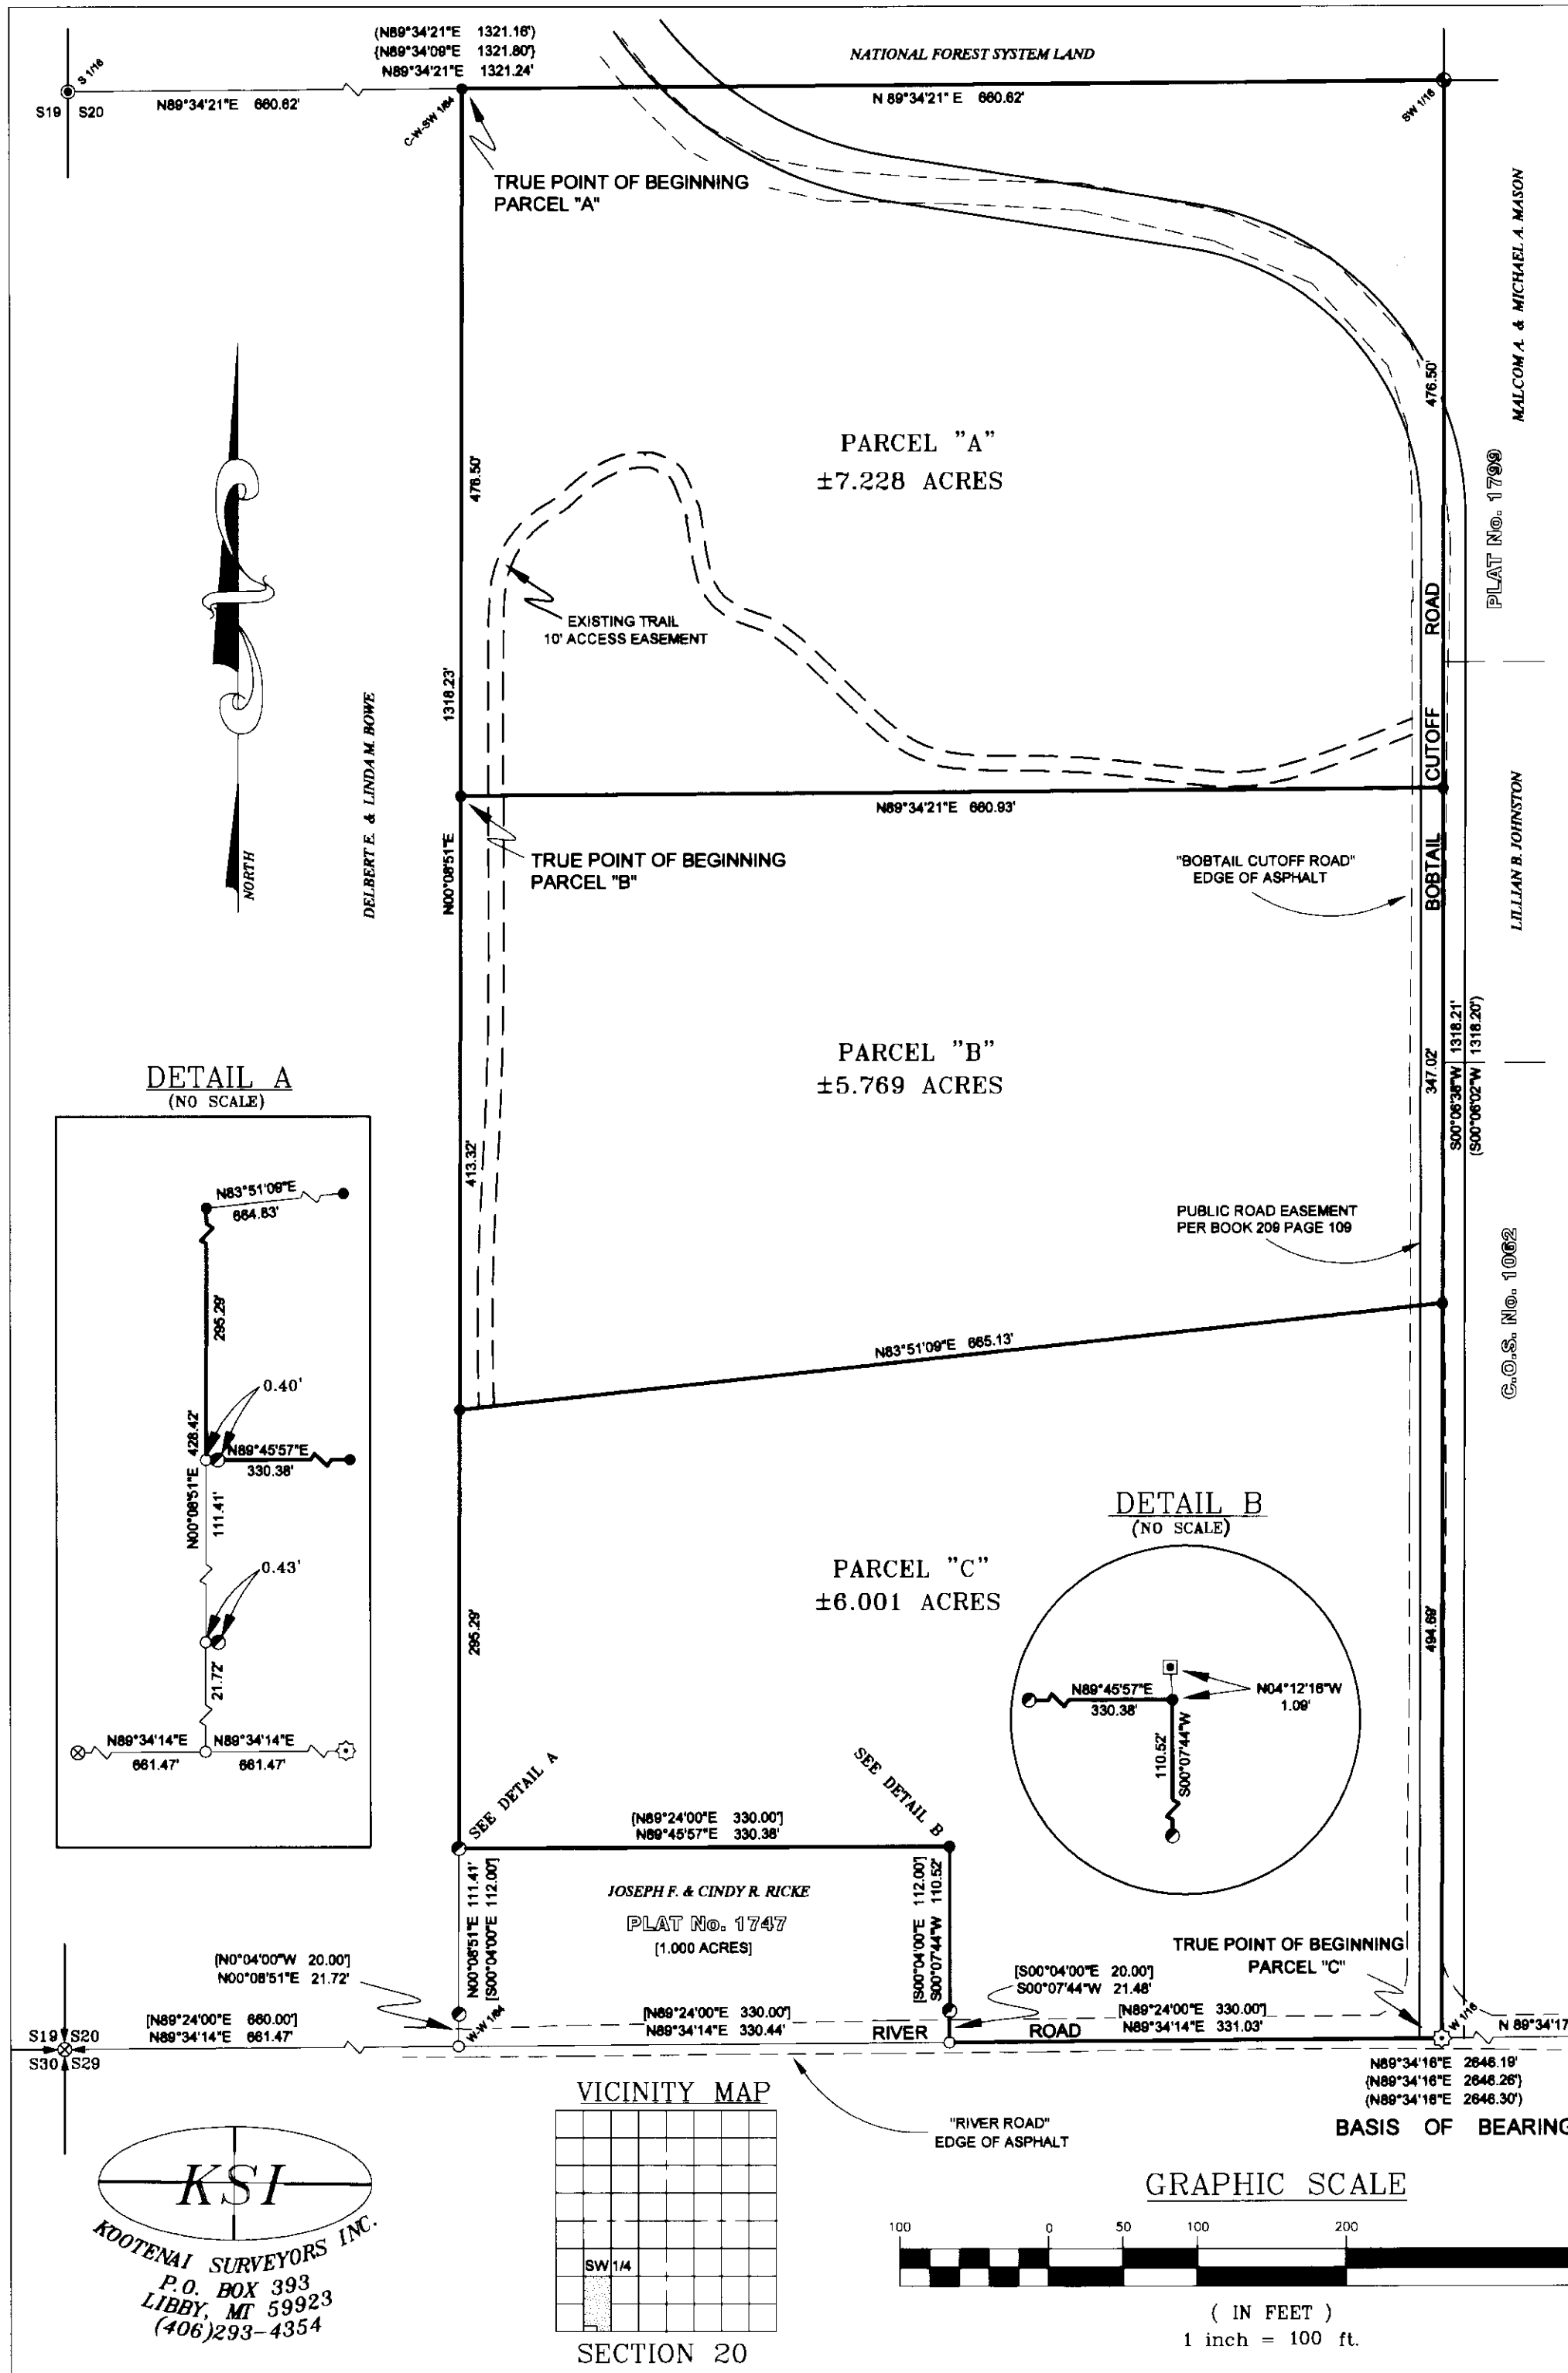 (N89°34'21"E 1321.16')
{N89°34'09"E 1321.80'}
N89°34'21"E 1321.24'
NATIONAL FOREST SYSTEM LAND
S 1/16
S19 S20
N89°34'21"E 660.62'
C-W-SW 1/64
N 89°34'21" E 660.62'
SW 1/16
TRUE POINT OF BEGINNING
PARCEL "A"
MALCOM A. & MICHAEL A. MASON
476.50'
476.50'
PARCEL "A"
±7.228 ACRES
PLAT No. 1799
EXISTING TRAIL
10' ACCESS EASEMENT
1318.23'
DELBERT E. & LINDA M. BOWE
NORTH
BOBTAIL CUTOFF ROAD
N89°34'21"E 660.93'
LILLIAN B. JOHNSTON
TRUE POINT OF BEGINNING
PARCEL "B"
N00°08'51"E
"BOBTAIL CUTOFF ROAD"
EDGE OF ASPHALT
PARCEL "B"
±5.769 ACRES
347.02'
S00°06'38"W 1318.21'
(S00°06'02"W 1318.20')
413.32'
PUBLIC ROAD EASEMENT
PER BOOK 209 PAGE 109
C.O.S. No. 1062
N83°51'09"E 665.13'
DETAIL A
(NO SCALE)
N83°51'09"E
664.83'
295.29'
0.40'
N00°08'51"E 428.42'
N89°45'57"E
330.38'
111.41'
0.43'
21.72'
N89°34'14"E N89°34'14"E
661.47' 661.47'
DETAIL B
(NO SCALE)
N89°45'57"E
330.38'
N04°12'16"W
1.09'
110.52'
S00°07'44"W
PARCEL "C"
±6.001 ACRES
295.29'
494.69'
SEE DETAIL A
SEE DETAIL B
[N89°24'00"E 330.00']
N89°45'57"E 330.38'
N00°08'51"E 111.41'
[S00°04'00"E 112.00']
JOSEPH F. & CINDY R. RICKE
PLAT No. 1747
[1.000 ACRES]
[S00°04'00"E 112.00']
S00°07'44"W 110.52'
TRUE POINT OF BEGINNING
PARCEL "C"
[N0°04'00"W 20.00']
N00°08'51"E 21.72'
[S00°04'00"E 20.00']
S00°07'44"W 21.48'
[N89°24'00"E 660.00']
N89°34'14"E 661.47'
W-W 1/64
[N89°24'00"E 330.00']
N89°34'14"E 330.44'
RIVER ROAD
[N89°24'00"E 330.00']
N89°34'14"E 331.03'
W 1/16
N 89°34'17
S19 S20
S30 S29
N89°34'16"E 2646.19'
{N89°34'16"E 2646.26'}
(N89°34'16"E 2646.30')
BASIS OF BEARING
"RIVER ROAD"
EDGE OF ASPHALT
KSI
KOOTENAI SURVEYORS INC.
P.O. BOX 393
LIBBY, MT 59923
(406)293-4354
VICINITY MAP
SW 1/4
SECTION 20
GRAPHIC SCALE
100 0 50 100 200
( IN FEET )
1 inch = 100 ft.